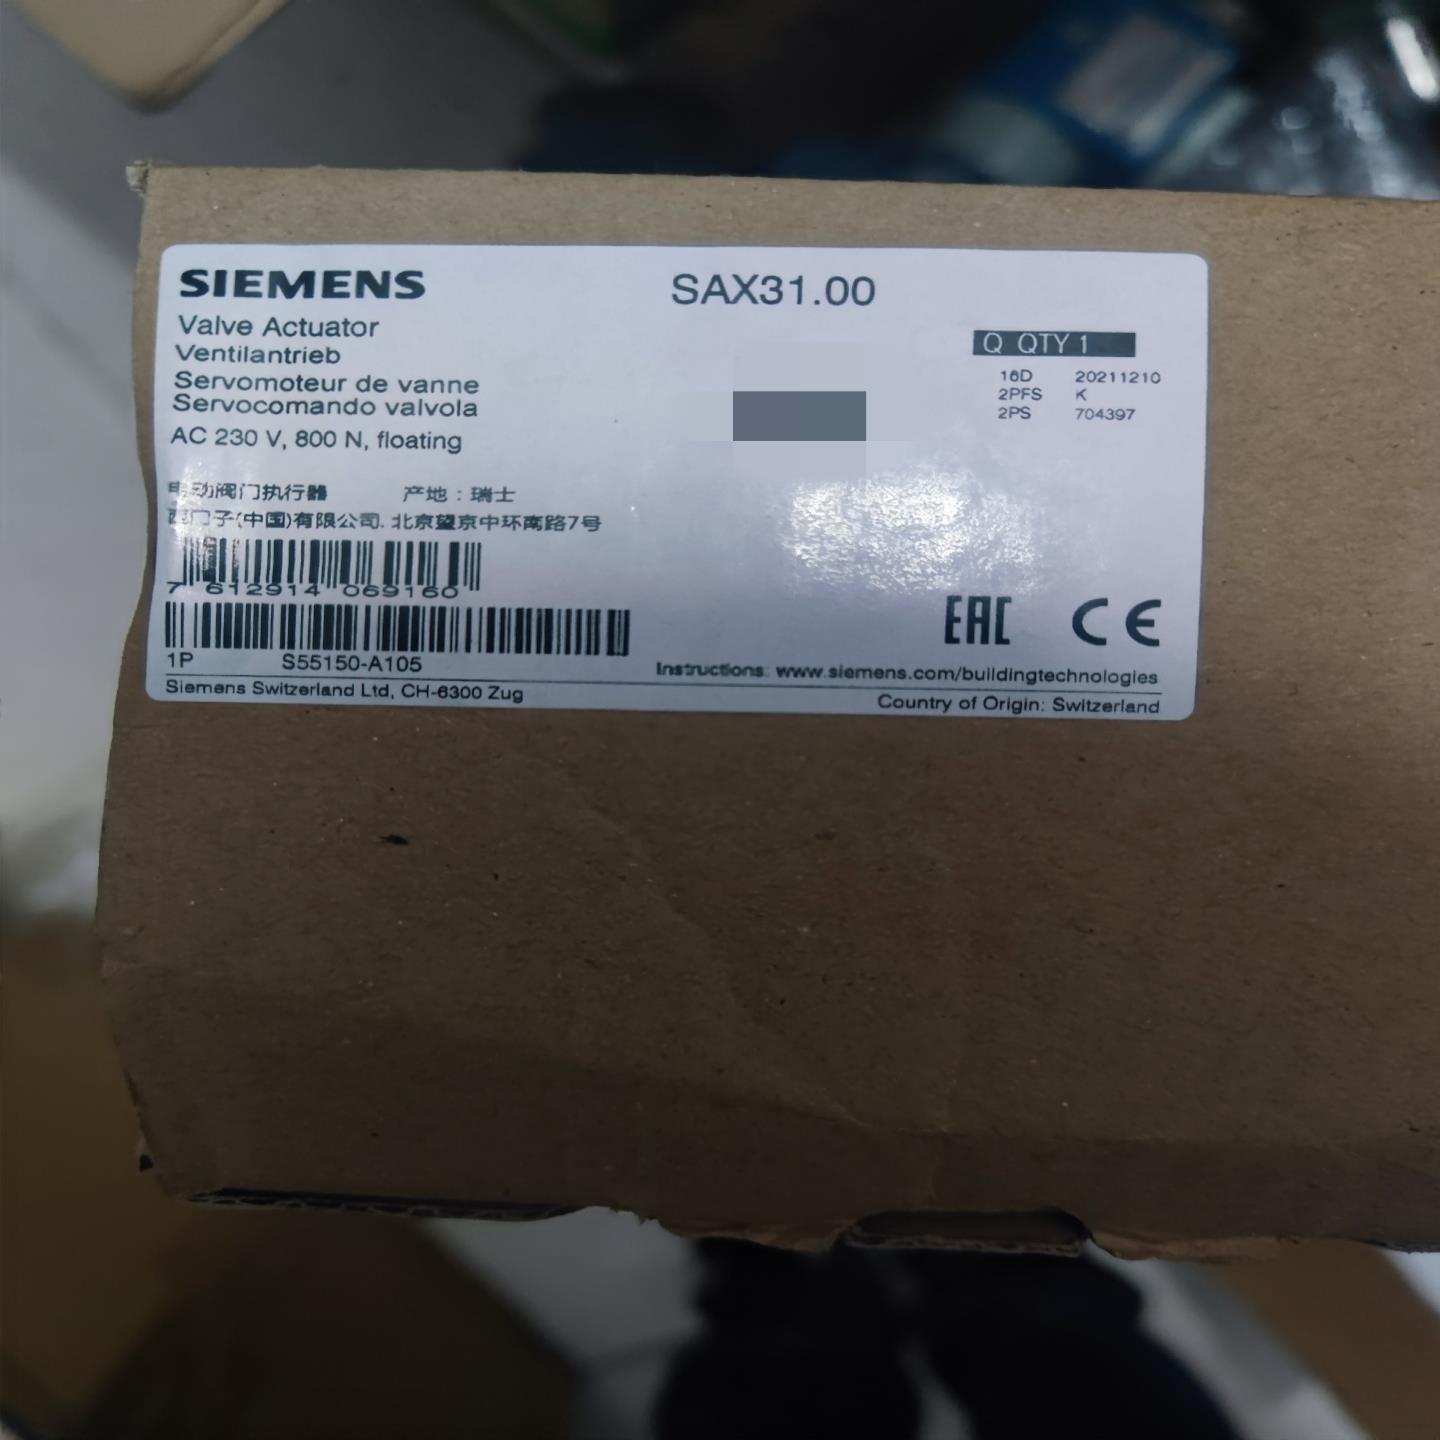 SIEMENS
SAX31.00
Valve Actuator
Ventilantrieb
Servomoteur de vanne
Servocomando valvola
AC 230 V, 800 N, floating
Q QTY 1
16D 20211210
2PFS K
2PS 704397
电动阀门执行器 产地：瑞士
西门子(中国)有限公司. 北京望京中环南路7号
7 612914 069160
1P S55150-A105
EAC CE
Instructions: www.siemens.com/buildingtechnologies
Siemens Switzerland Ltd, CH-6300 Zug
Country of Origin: Switzerland